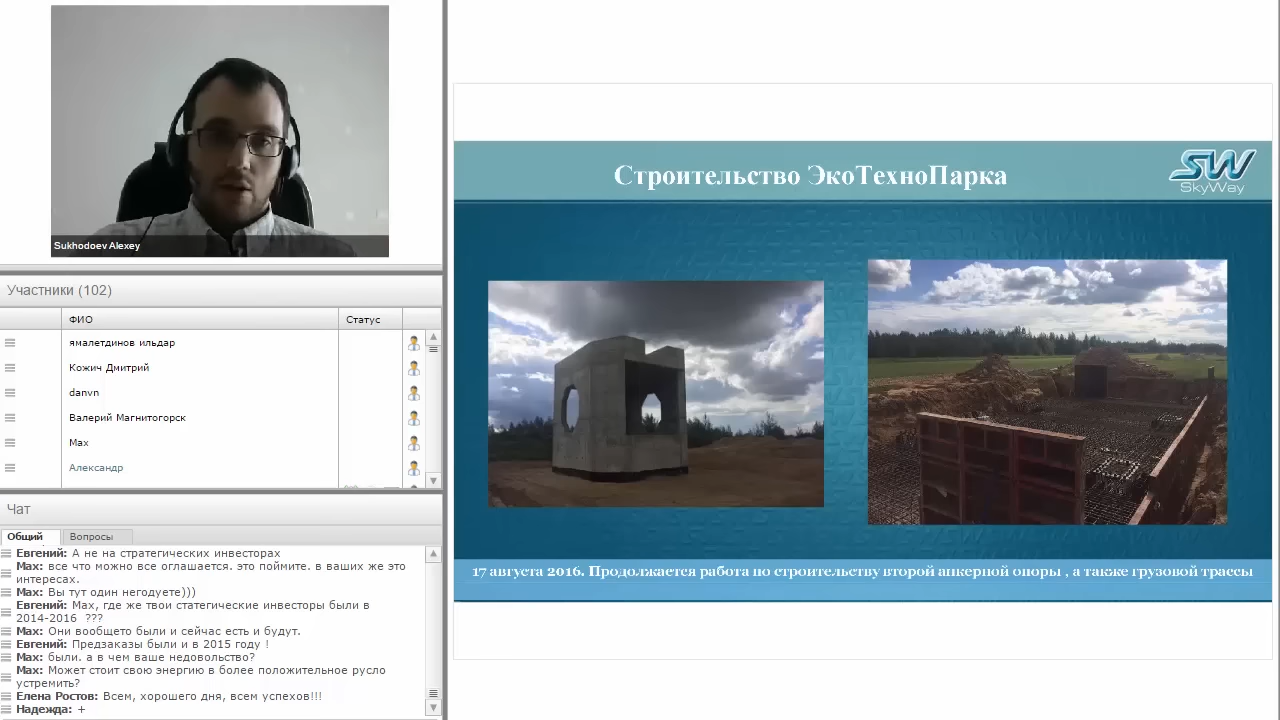 Sukhodoev Alexey
Участники (102)
ФИО
Статус
ямалетдинов ильдар
Кожич Дмитрий
danvn
Валерий Магнитогорск
Max
Александр
Чат
Общий
Вопросы
Евгений: А не на стратегических инвесторах
Max: все что можно все оглашается. это поймите. в ваших же это
интересах.
Max: Вы тут один негодуете)))
Евгений: Max, где же твои статегические инвесторы были в
2014-2016 ???
Max: Они вообщето были и сейчас есть и будут.
Евгений: Предзаказы были и в 2015 году !
Max: были. а в чем ваше недовольство?
Max: Может стоит свою энергию в более положительное русло
устремить?
Елена Ростов: Всем, хорошего дня, всем успехов!!!
Надежда: +
Строительство ЭкоТехноПарка
SW
SkyWay
17 августа 2016. Продолжается работа по строительству второй анкерной опоры , а также грузовой трассы